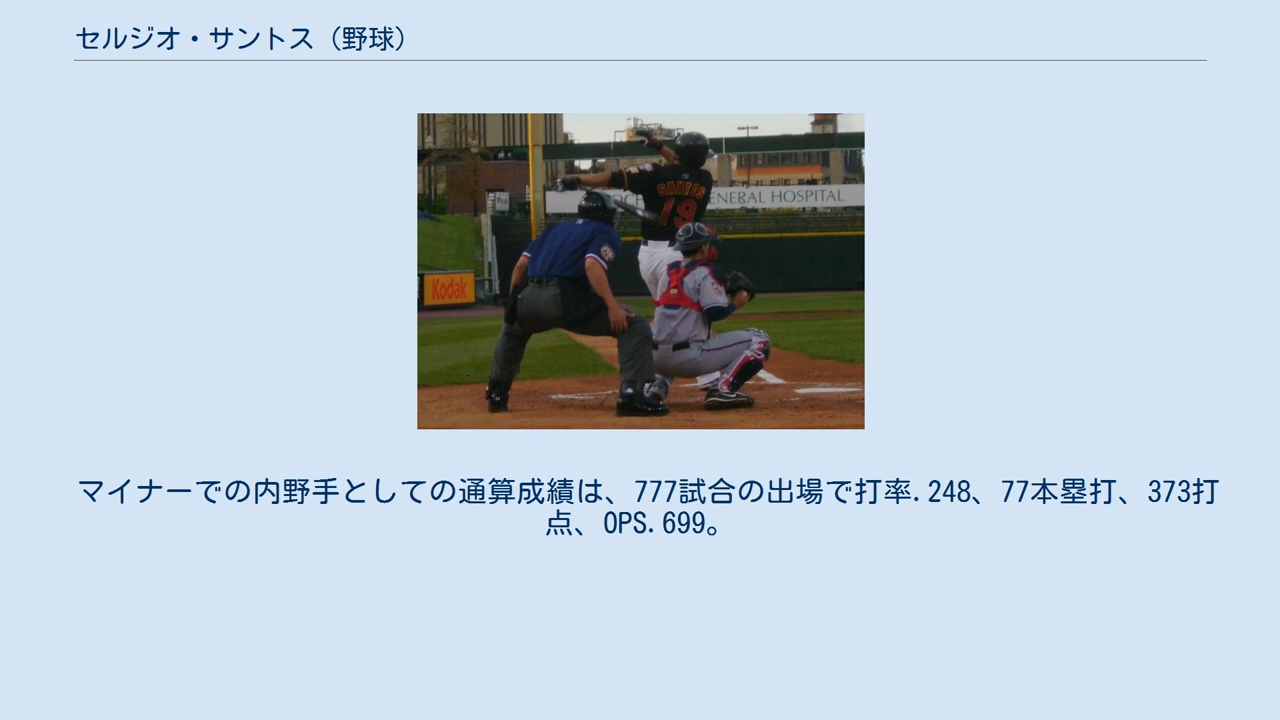 セルジオ・サントス（野球）
SANTOS
19
GENERAL HOSPITAL
Kodak
マイナーでの内野手としての通算成績は、777試合の出場で打率.248、77本塁打、373打
点、OPS.699。